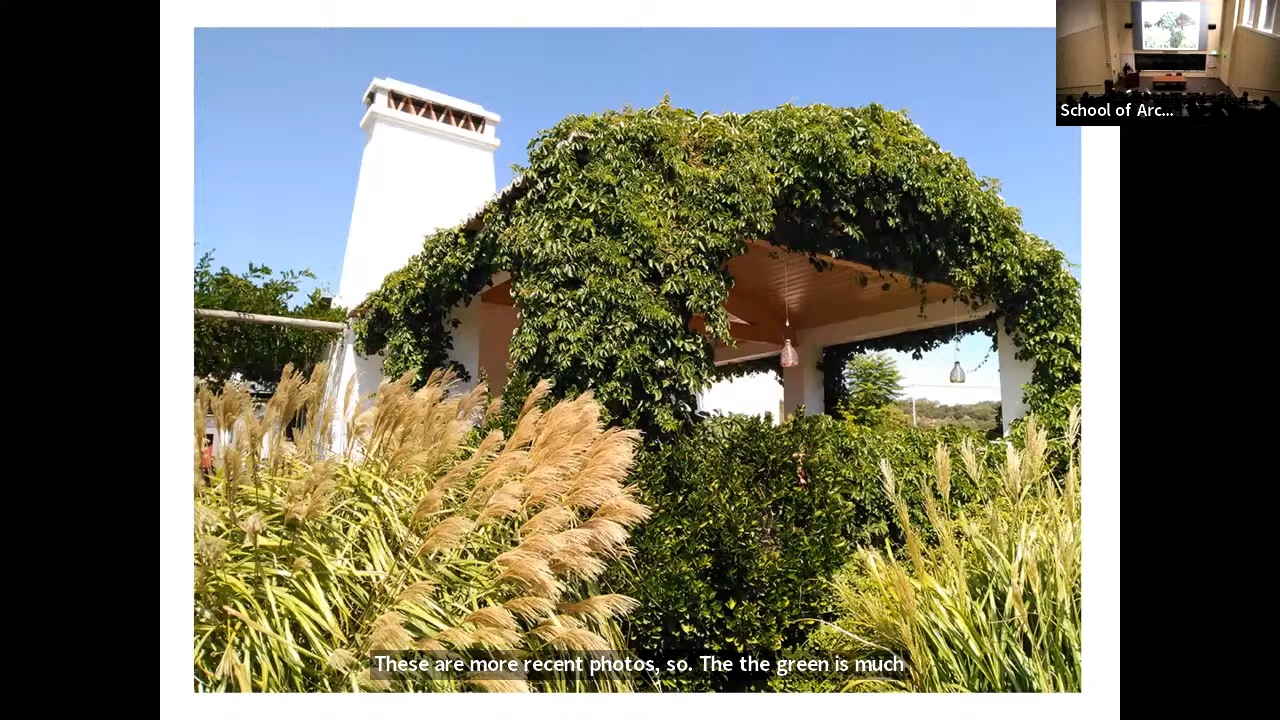 School of Arc...
These are more recent photos, so. The the green is much